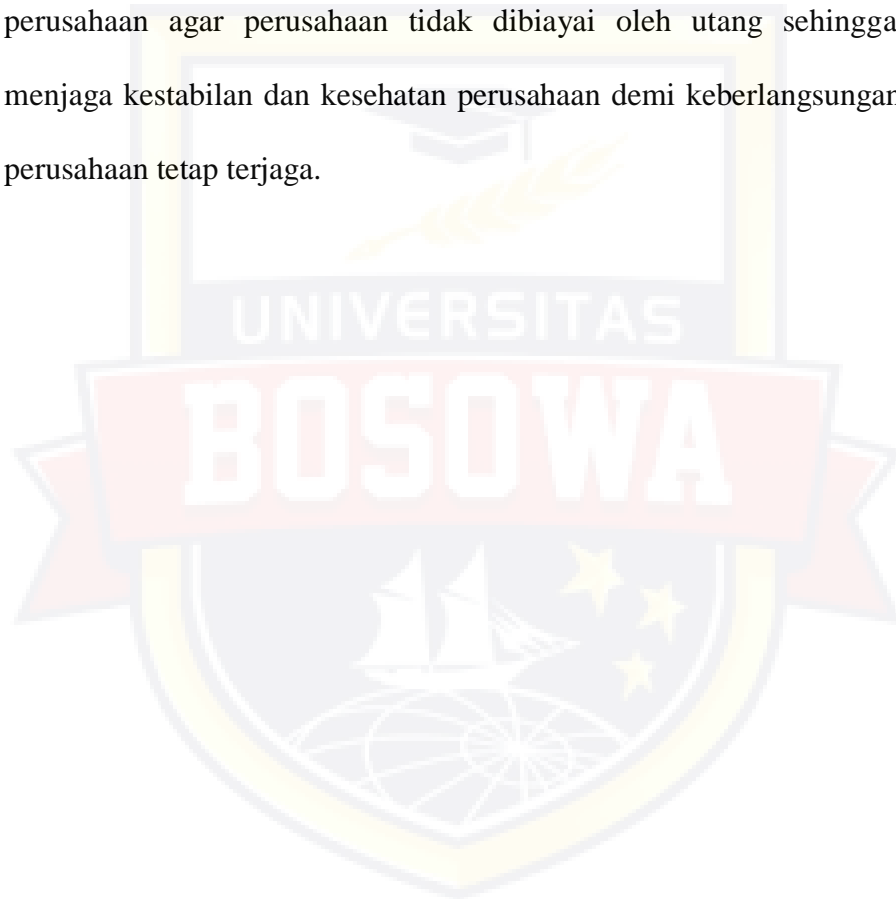 perusahaan agar perusahaan tidak dibiayai oleh utang sehingga
menjaga kestabilan dan kesehatan perusahaan demi keberlangsungan
perusahaan tetap terjaga.
UNIVERSITAS
BOSOWA